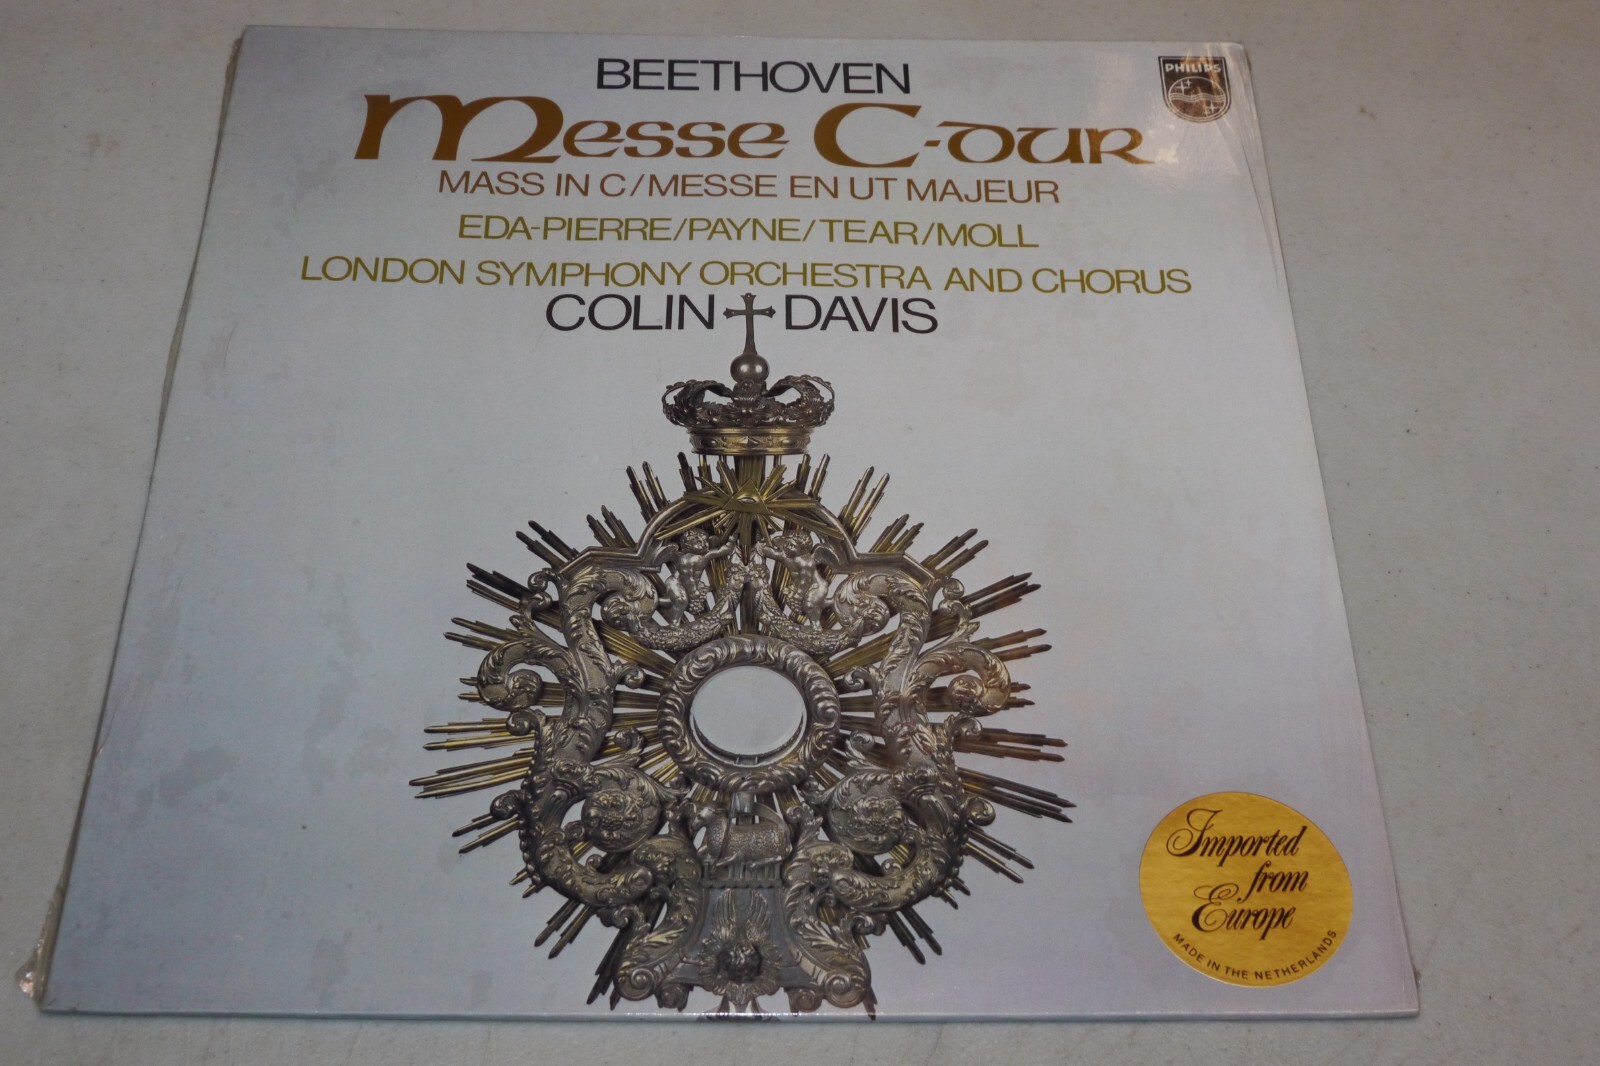 BEETHOVEN
PHILIPS
Messe C-dur
MASS IN C/MESSE EN UT MAJEUR
EDA-PIERRE/PAYNE/TEAR/MOLL
LONDON SYMPHONY ORCHESTRA AND CHORUS
COLIN DAVIS
Imported
from
Europe
MADE IN THE NETHERLANDS